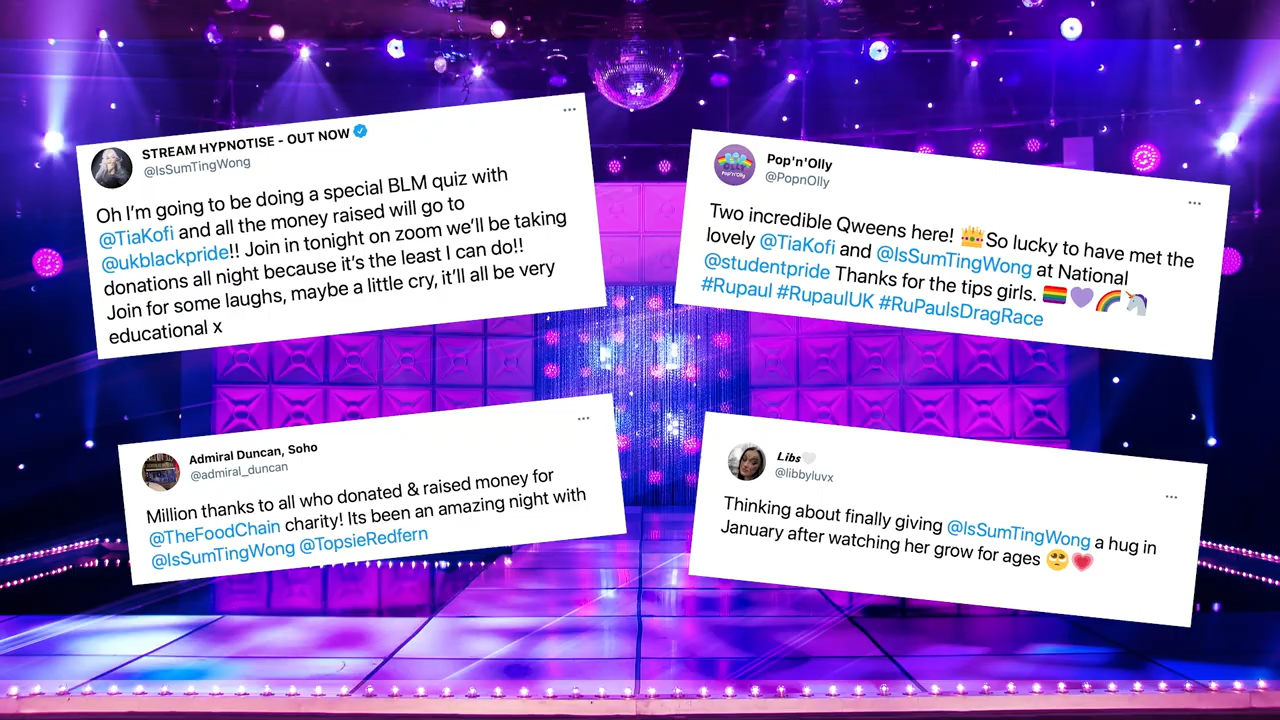 STREAM HYPNOTISE - OUT NOW
@IsSumTingWong
Oh I'm going to be doing a special BLM quiz with
@TiaKofi and all the money raised will go to
@ukblackpride!! Join in tonight on zoom we'll be taking
donations all night because it's the least I can do!!
Join for some laughs, maybe a little cry, it'll all be very
educational x
Pop'n'Olly
@PopnOlly
Two incredible Qweens here! 👑So lucky to have met the
lovely @TiaKofi and @IsSumTingWong at National
@studentpride Thanks for the tips girls. 🏳️‍🌈💜🌈🦄
#Rupaul #RupaulUK #RuPaulsDragRace
Admiral Duncan, Soho
@admiral_duncan
Million thanks to all who donated & raised money for
@TheFoodChain charity! Its been an amazing night with
@IsSumTingWong @TopsieRedfern
Libs🤍
@libbyluvx
Thinking about finally giving @IsSumTingWong a hug in
January after watching her grow for ages 🥺💗